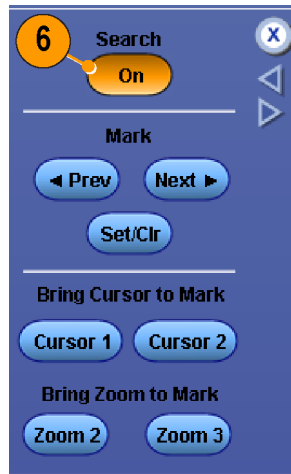 6
Search
X
On
Mark
◄ Prev Next ►
Set/Clr
Bring Cursor to Mark
Cursor 1 Cursor 2
Bring Zoom to Mark
Zoom 2 Zoom 3